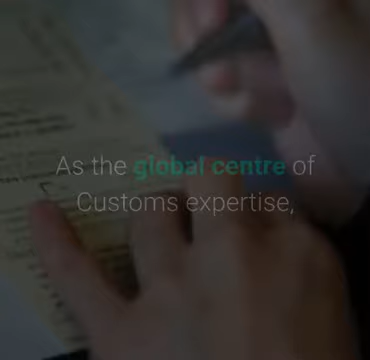 As the global centre of
Customs expertise,